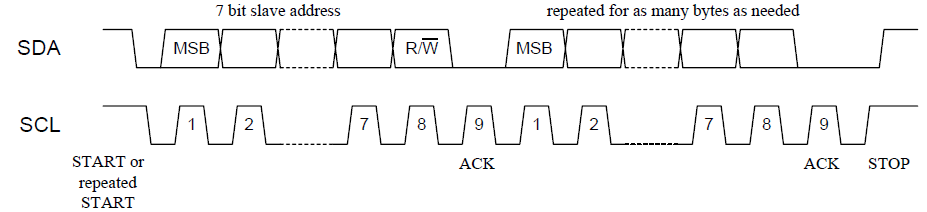 7 bit slave address
repeated for as many bytes as needed
SDA
MSB
R/W
MSB
SCL
1
2
7
8
9
1
2
7
8
9
START or
repeated
START
ACK
ACK
STOP